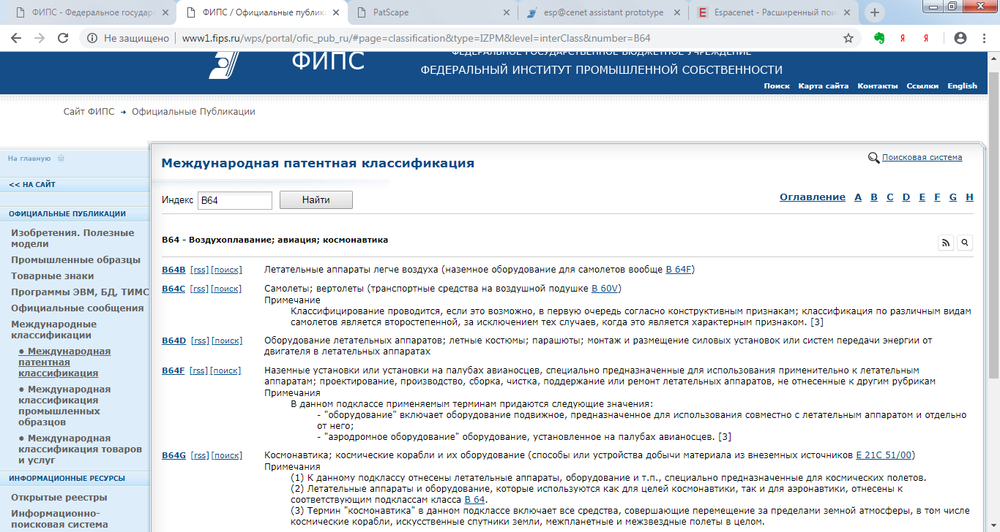 ФИПС - Федеральное государс
ФИПС / Официальные публик
PatScape
esp@cenet assistant prototype
Espacenet - Расширенный пои
Не защищено
www1.fips.ru/wps/portal/ofic_pub_ru/#page=classification&type=IZPM&level=interClass&number=B64
ФЕДЕРАЛЬНОЕ ГОСУДАРСТВЕННОЕ БЮДЖЕТНОЕ УЧРЕЖДЕНИЕ
ФИПС
ФЕДЕРАЛЬНЫЙ ИНСТИТУТ ПРОМЫШЛЕННОЙ СОБСТВЕННОСТИ
Поиск Карта сайта Контакты Ссылки English
Сайт ФИПС → Официальные Публикации
На главную
<< НА САЙТ
ОФИЦИАЛЬНЫЕ ПУБЛИКАЦИИ
Изобретения. Полезные
модели
Промышленные образцы
Товарные знаки
Программы ЭВМ, БД, ТИМС
Официальные сообщения
Международные
классификации
● Международная
патентная
классификация
● Международная
классификация
промышленных
образцов
● Международная
классификация товаров
и услуг
ИНФОРМАЦИОННЫЕ РЕСУРСЫ
Открытые реестры
Информационно-
поисковая система
Международная патентная классификация
Поисковая система
Индекс B64 Найти
Оглавление A B C D E F G H
B64 - Воздухоплавание; авиация; космонавтика
B64B [rss] [поиск] Летательные аппараты легче воздуха (наземное оборудование для самолетов вообще B 64F)
B64C [rss] [поиск] Самолеты; вертолеты (транспортные средства на воздушной подушке B 60V)
Примечание
Классифицирование проводится, если это возможно, в первую очередь согласно конструктивным признакам; классификация по различным видам
самолетов является второстепенной, за исключением тех случаев, когда это является характерным признаком. [3]
B64D [rss] [поиск] Оборудование летательных аппаратов; летные костюмы; парашюты; монтаж и размещение силовых установок или систем передачи энергии от
двигателя в летательных аппаратах
B64F [rss] [поиск] Наземные установки или установки на палубах авианосцев, специально предназначенные для использования применительно к летательным
аппаратам; проектирование, производство, сборка, чистка, поддержание или ремонт летательных аппаратов, не отнесенные к другим рубрикам
Примечания
В данном подклассе применяемым терминам придаются следующие значения:
- "оборудование" включает оборудование подвижное, предназначенное для использования совместно с летательным аппаратом и отдельно
от него;
- "аэродромное оборудование" оборудование, установленное на палубах авианосцев. [3]
B64G [rss] [поиск] Космонавтика; космические корабли и их оборудование (способы или устройства добычи материала из внеземных источников E 21C 51/00)
Примечания
(1) К данному подклассу отнесены летательные аппараты, оборудование и т.п., специально предназначенные для космических полетов.
(2) Летательные аппараты и оборудование, которые используются как для целей космонавтики, так и для аэронавтики, отнесены к
соответствующим подклассам класса B 64.
(3) Термин "космонавтика" в данном подклассе включает все средства, совершающие перемещение за пределами земной атмосферы, в том числе
космические корабли, искусственные спутники земли, межпланетные и межзвездные полеты в целом.